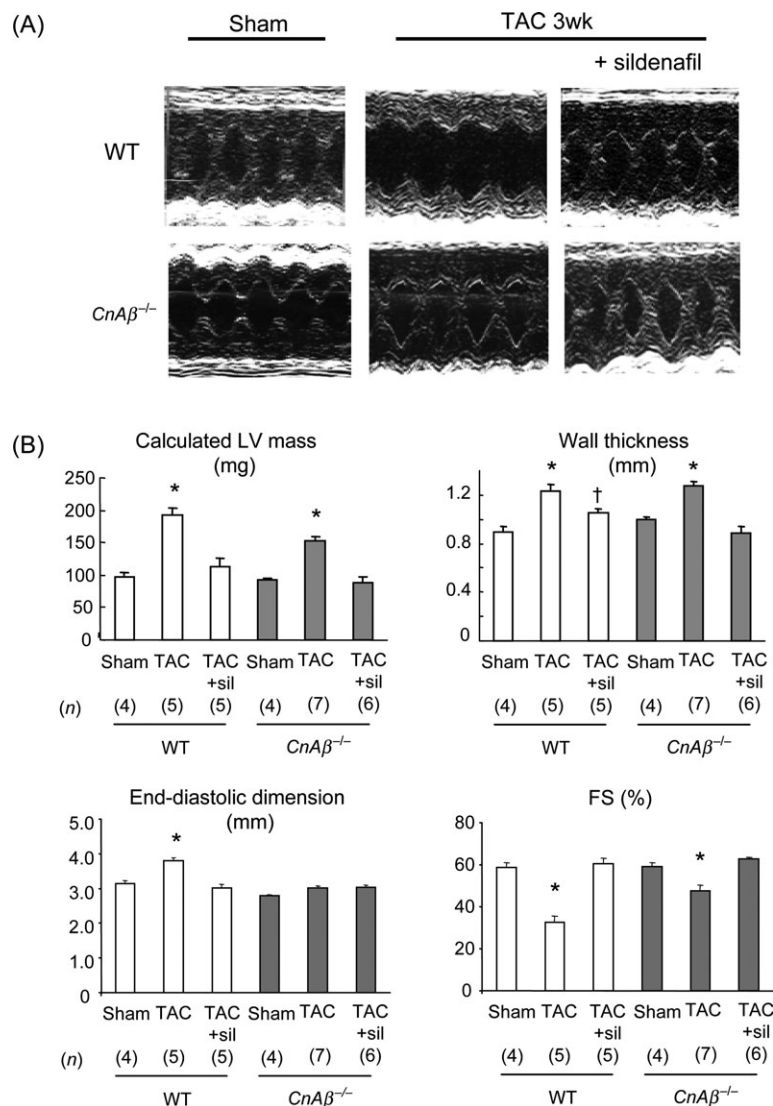 (A)
Sham
TAC 3wk
+ sildenafil
WT
CnAβ⁻/⁻
(B)
Calculated LV mass
(mg)
250
200
150
100
50
0
*
*
Sham TAC TAC +sil Sham TAC TAC +sil
(n) (4) (5) (5) (4) (7) (6)
WT CnAβ⁻/⁻
Wall thickness
(mm)
1.2
0.8
0.4
0
*
†
*
Sham TAC TAC +sil Sham TAC TAC +sil
(4) (5) (5) (4) (7) (6)
WT CnAβ⁻/⁻
End-diastolic dimension
(mm)
5.0
4.0
3.0
2.0
1.0
0.0
*
Sham TAC TAC +sil Sham TAC TAC +sil
(n) (4) (5) (5) (4) (7) (6)
WT CnAβ⁻/⁻
FS (%)
80
60
40
20
0
*
*
Sham TAC TAC +sil Sham TAC TAC +sil
(4) (5) (5) (4) (7) (6)
WT CnAβ⁻/⁻